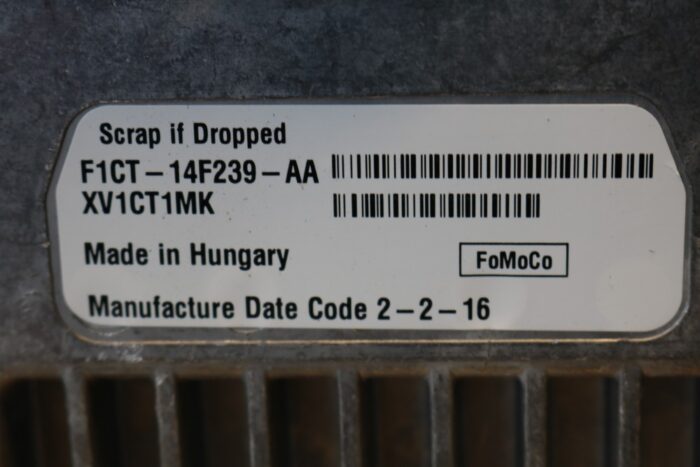 Scrap if Dropped
F1CT-14F239-AA
XV1CT1MK
Made in Hungary
FoMoCo
Manufacture Date Code 2-2-16